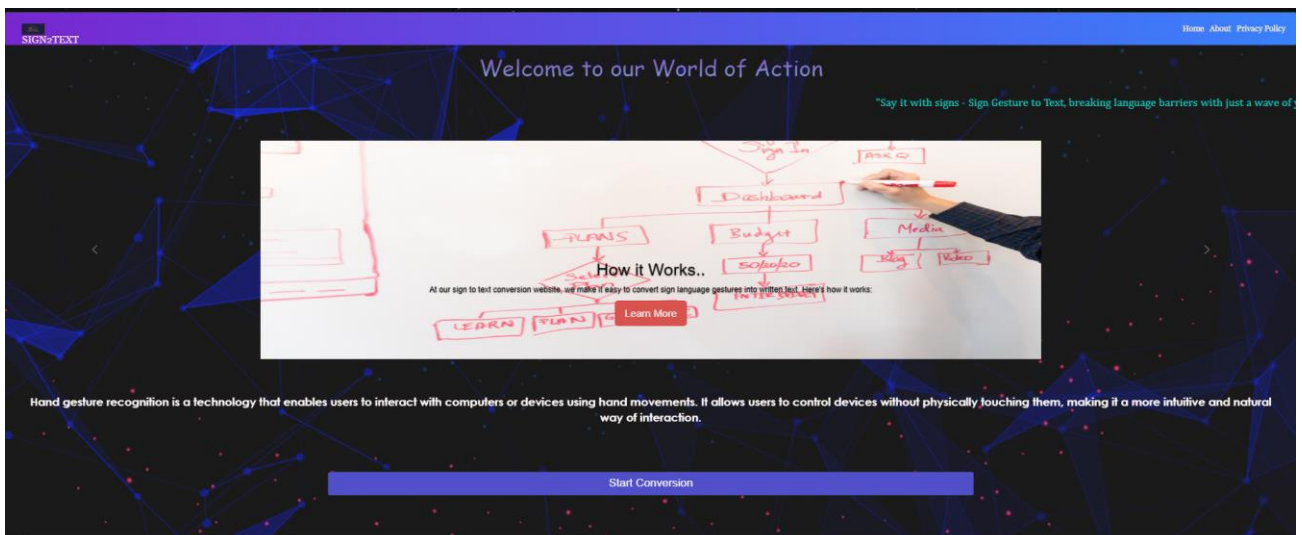 SIGN2TEXT
Home About Privacy Policy
Welcome to our World of Action
"Say it with signs - Sign Gesture to Text, breaking language barriers with just a wave of
Sign In
ASK Q
Dashboard
PLANS
Budget
Media
50/20/20
Blog
Video
How it Works..
At our sign to text conversion website, we make it easy to convert sign language gestures into written text. Here's how it works:
Learn More
LEARN
PLAN
Hand gesture recognition is a technology that enables users to interact with computers or devices using hand movements. It allows users to control devices without physically touching them, making it a more intuitive and natural
way of interaction.
Start Conversion